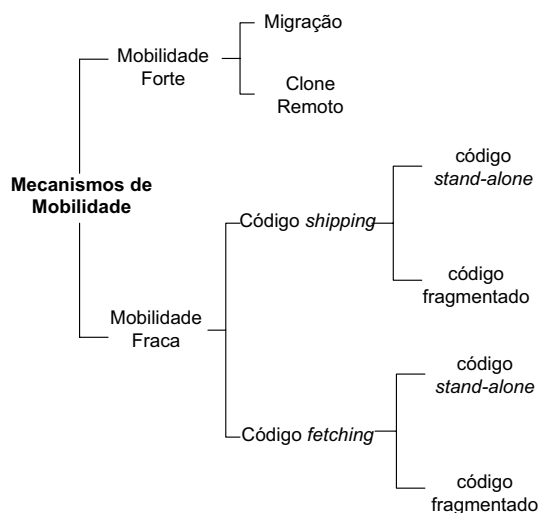 Migração
Mobilidade
Forte
Clone
Remoto
código
stand-alone
Mecanismos de
Mobilidade
Código shipping
código
fragmentado
Mobilidade
Fraca
código
stand-alone
Código fetching
código
fragmentado